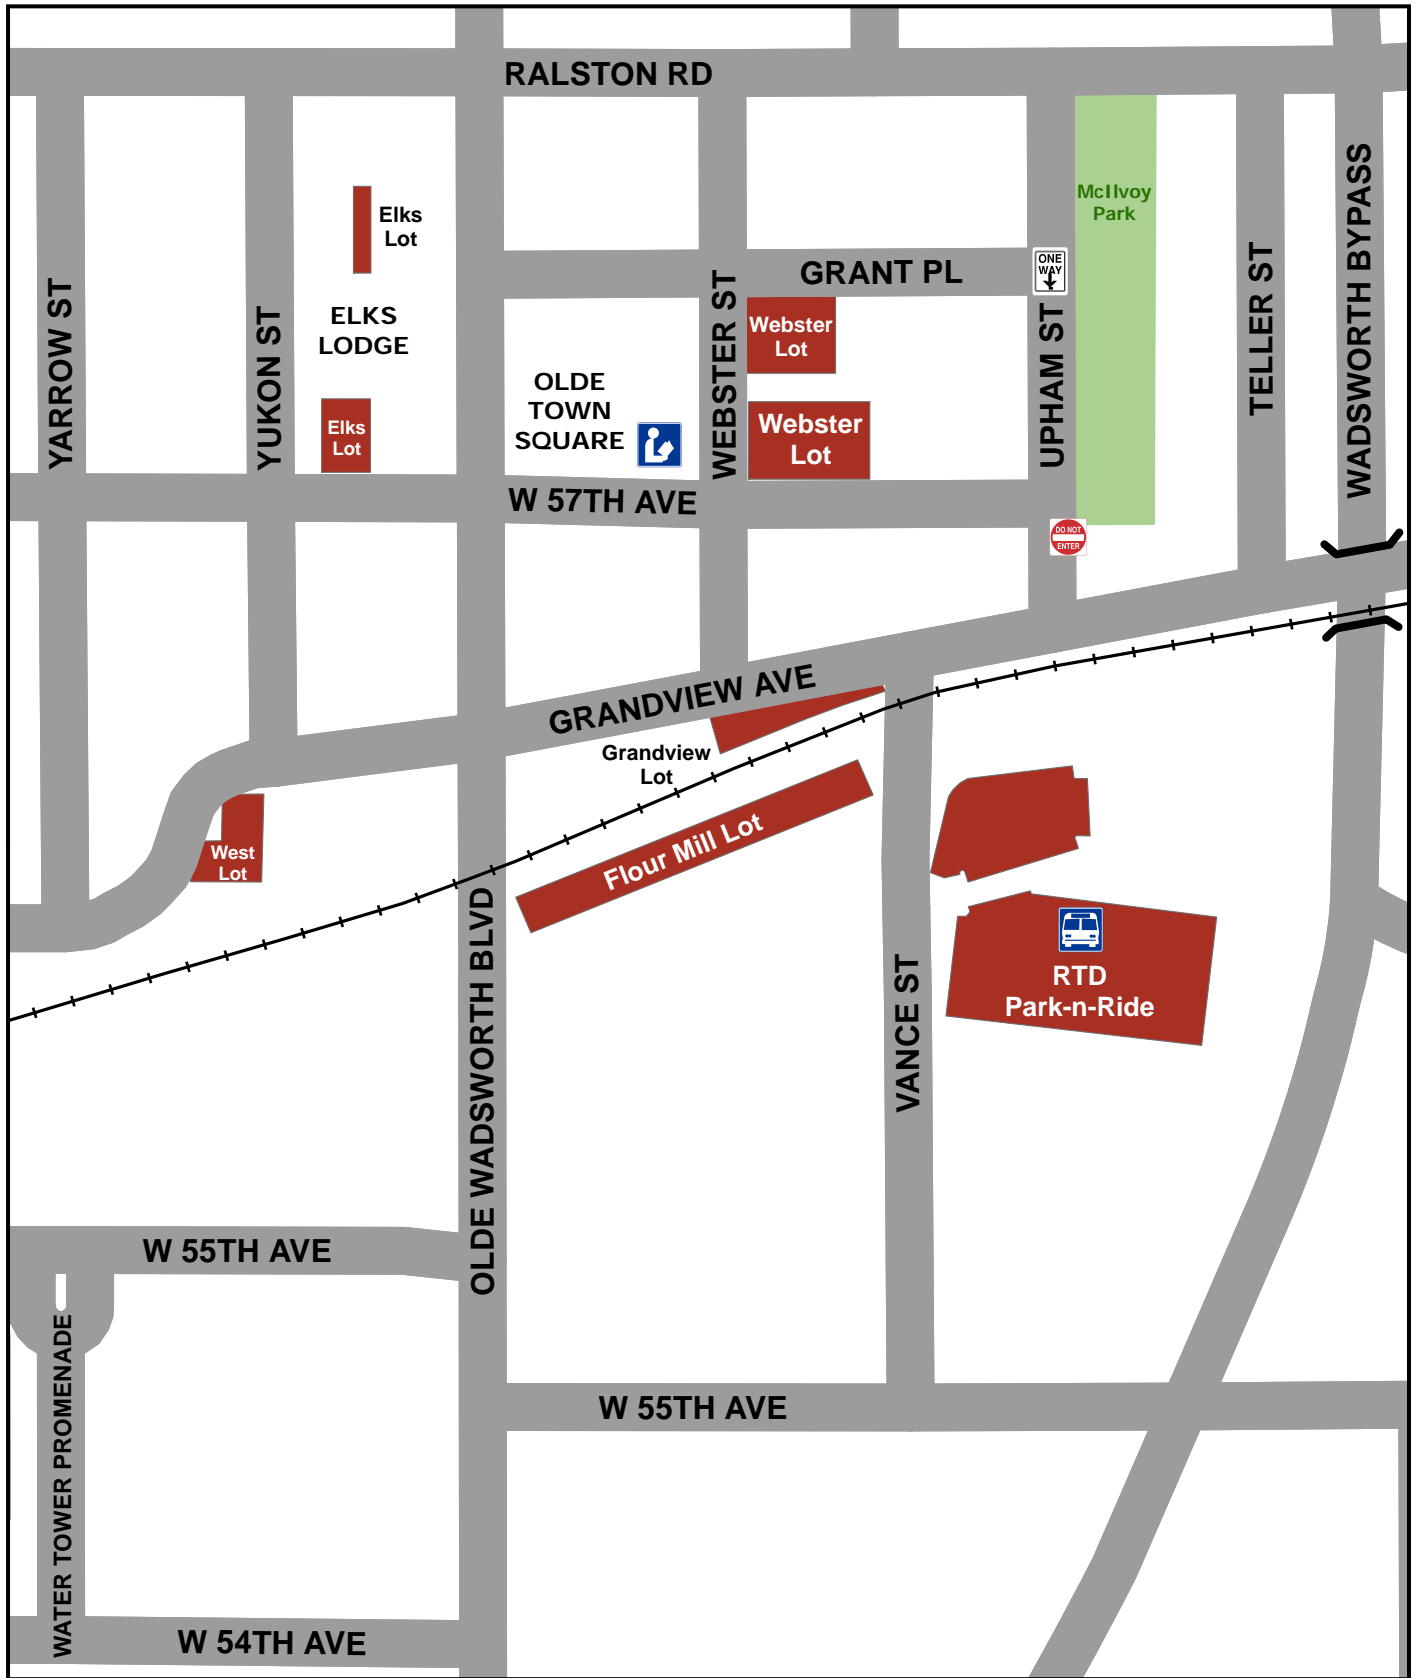 RALSTON RD
McIlvoy
Park
Elks
Lot
WADSWORTH BYPASS
ONE
WAY
GRANT PL
YARROW ST
YUKON ST
ELKS
LODGE
WEBSTER ST
Webster
Lot
UPHAM ST
TELLER ST
OLDE
TOWN
SQUARE
Elks
Lot
Webster
Lot
W 57TH AVE
DO NOT
ENTER
GRANDVIEW AVE
Grandview
Lot
Flour Mill Lot
West
Lot
OLDE WADSWORTH BLVD
VANCE ST
RTD
Park-n-Ride
W 55TH AVE
WATER TOWER PROMENADE
W 55TH AVE
W 54TH AVE